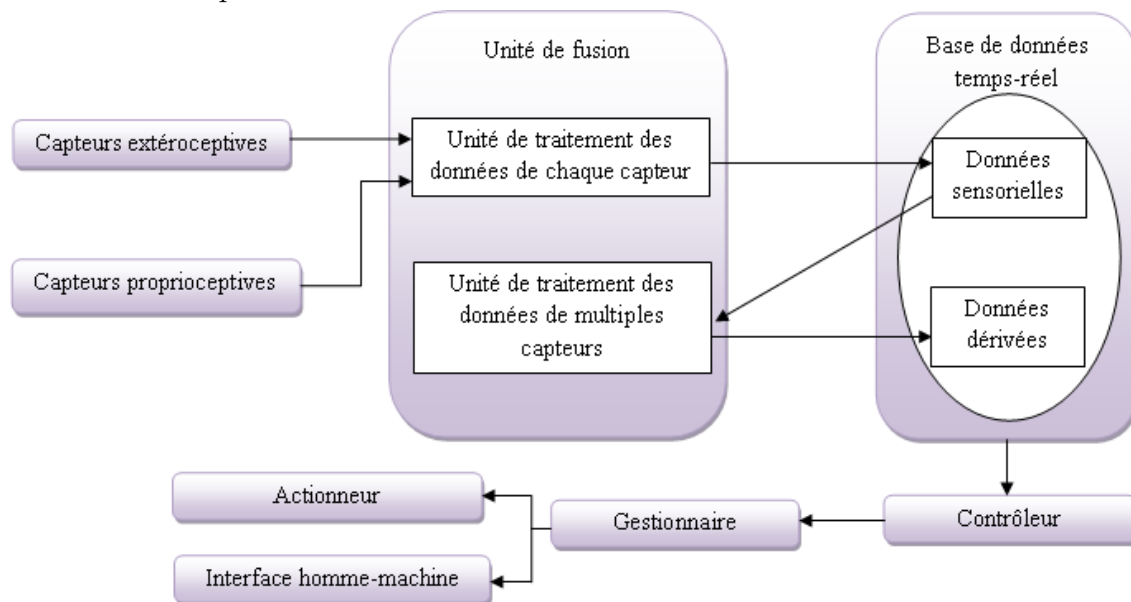 Unité de fusion
Base de données
temps-réel
Capteurs extéroceptives
Unité de traitement des
données de chaque capteur
Données
sensorielles
Capteurs proprioceptives
Unité de traitement des
données de multiples
capteurs
Données
dérivées
Actionneur
Gestionnaire
Contrôleur
Interface homme-machine